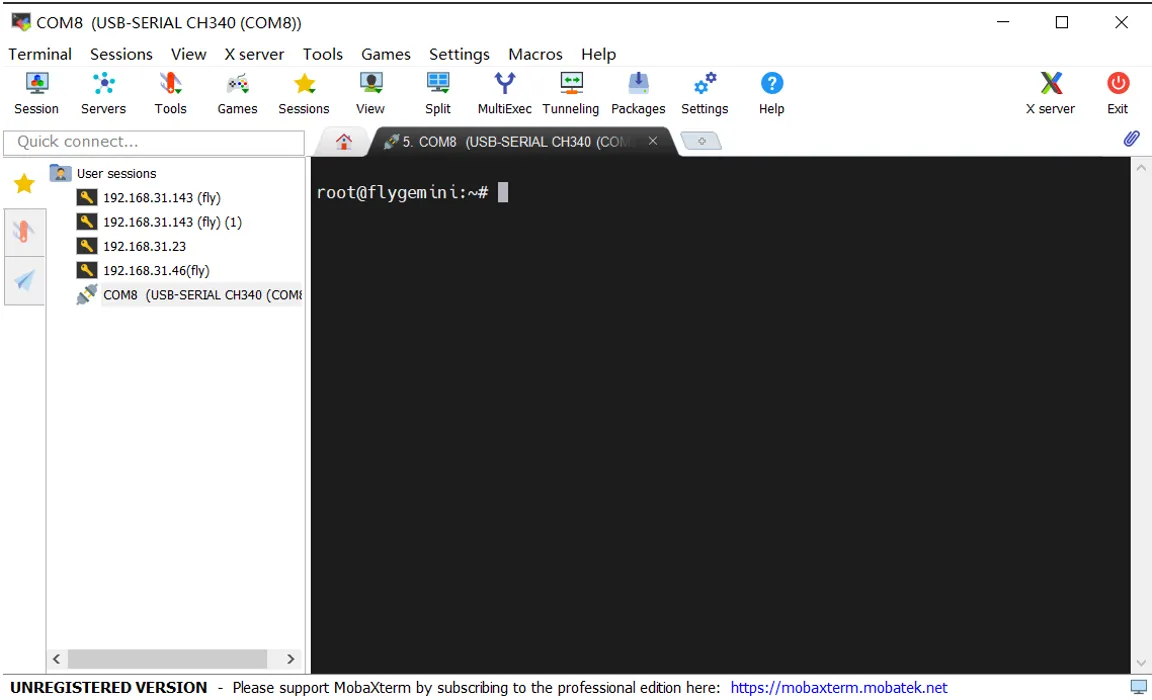 COM8 (USB-SERIAL CH340 (COM8))
Terminal Sessions View X server Tools Games Settings Macros Help
Session Servers Tools Games Sessions View Split MultiExec Tunneling Packages Settings Help X server Exit
Quick connect...
5. COM8 (USB-SERIAL CH340 (COM
User sessions
192.168.31.143 (fly)
192.168.31.143 (fly) (1)
192.168.31.23
192.168.31.46(fly)
COM8 (USB-SERIAL CH340 (COM8
root@flygemini:~#
UNREGISTERED VERSION - Please support MobaXterm by subscribing to the professional edition here: https://mobaxterm.mobatek.net